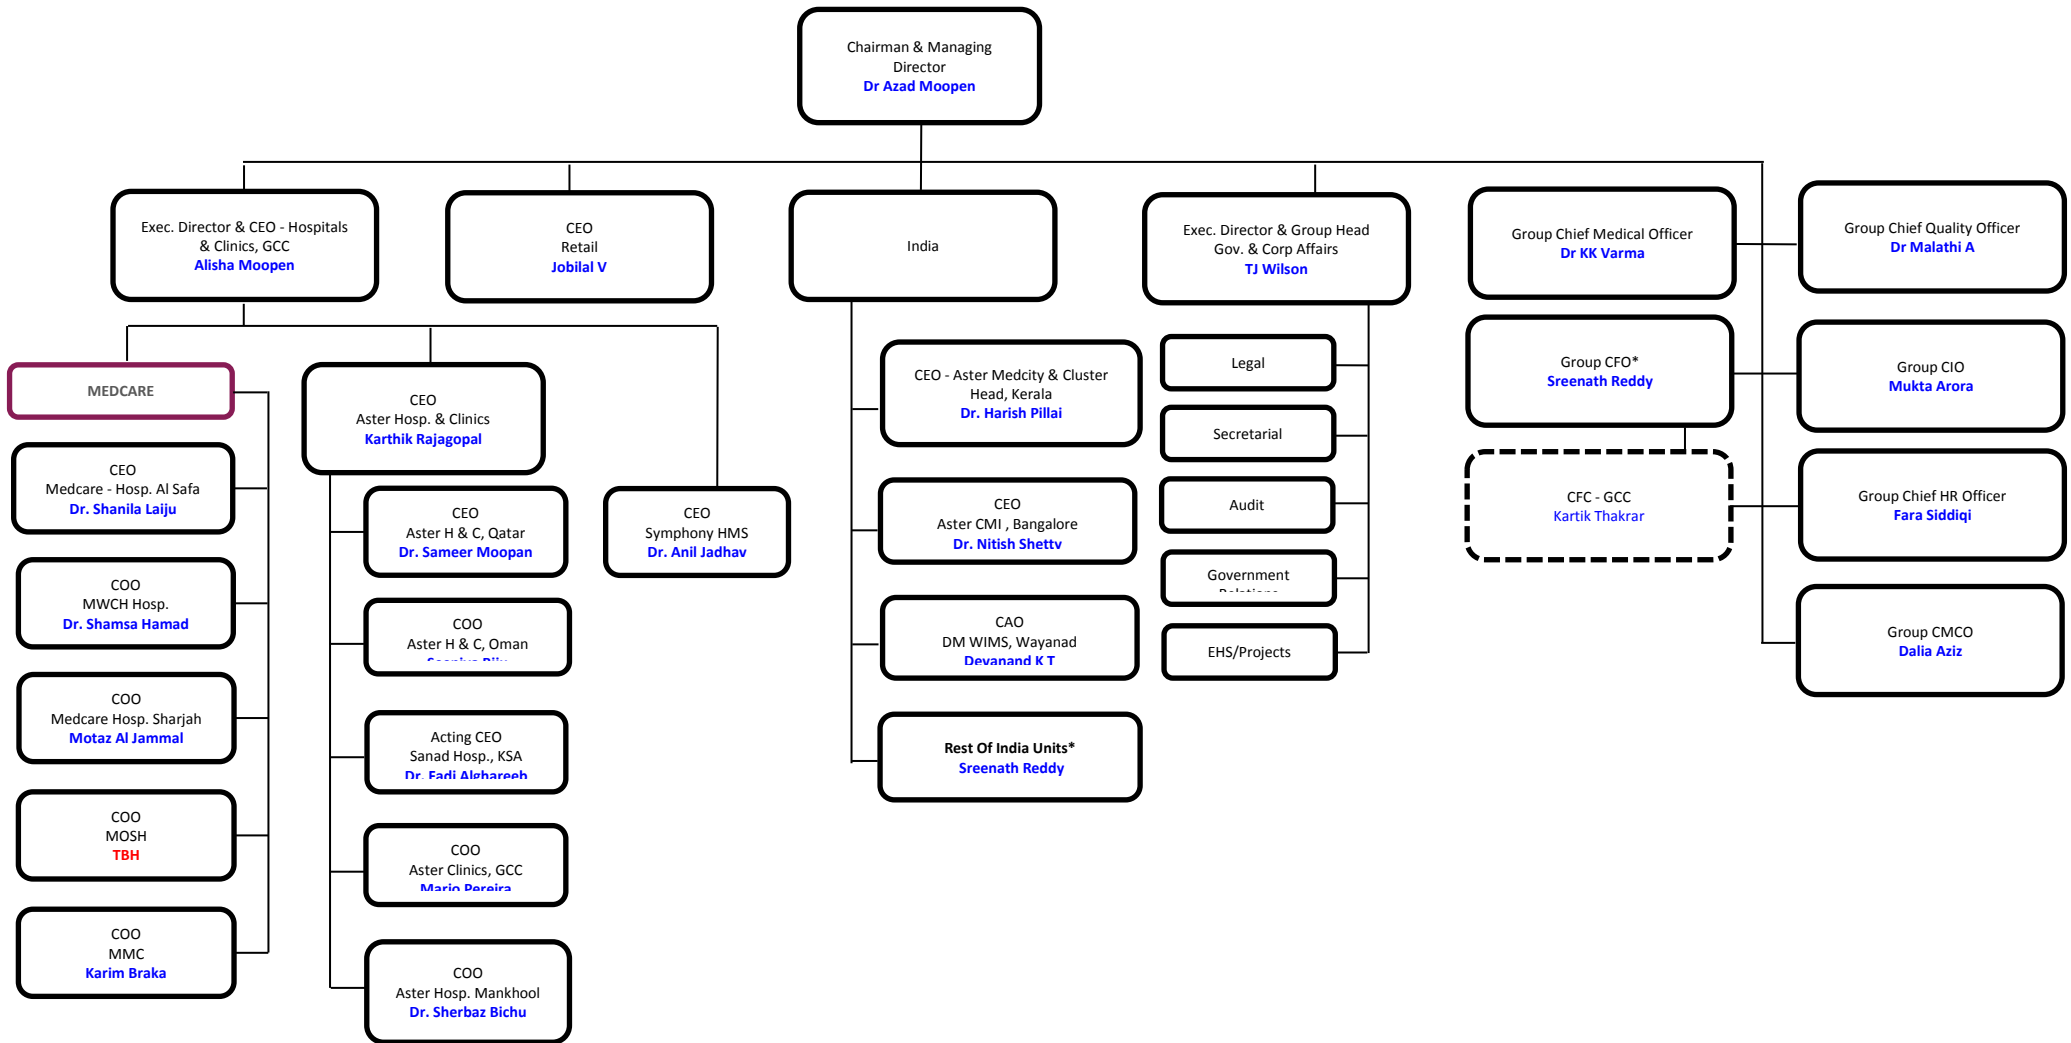 Chairman & Managing
Director
Dr Azad Moopen
Exec. Director & CEO - Hospitals
& Clinics, GCC
Alisha Moopen
CEO
Retail
Jobilal V
India
Exec. Director & Group Head
Gov. & Corp Affairs
TJ Wilson
Group Chief Medical Officer
Dr KK Varma
Group Chief Quality Officer
Dr Malathi A
MEDCARE
CEO
Medcare - Hosp. Al Safa
Dr. Shanila Laiju
COO
MWCH Hosp.
Dr. Shamsa Hamad
COO
Medcare Hosp. Sharjah
Motaz Al Jammal
COO
MOSH
TBH
COO
MMC
Karim Braka
CEO
Aster Hosp. & Clinics
Karthik Rajagopal
CEO
Aster H & C, Qatar
Dr. Sameer Moopan
COO
Aster H & C, Oman
Acting CEO
Sanad Hosp., KSA
Dr. Fadi Alghareeb
COO
Aster Clinics, GCC
Mario Pereira
COO
Aster Hosp. Mankhool
Dr. Sherbaz Bichu
CEO
Symphony HMS
Dr. Anil Jadhav
CEO - Aster Medcity & Cluster
Head, Kerala
Dr. Harish Pillai
CEO
Aster CMI , Bangalore
Dr. Nitish Shetty
CAO
DM WIMS, Wayanad
Devanand K T
Rest Of India Units*
Sreenath Reddy
Legal
Secretarial
Audit
Government
Relations
EHS/Projects
Group CFO*
Sreenath Reddy
CFC - GCC
Kartik Thakrar
Group CIO
Mukta Arora
Group Chief HR Officer
Fara Siddiqi
Group CMCO
Dalia Aziz